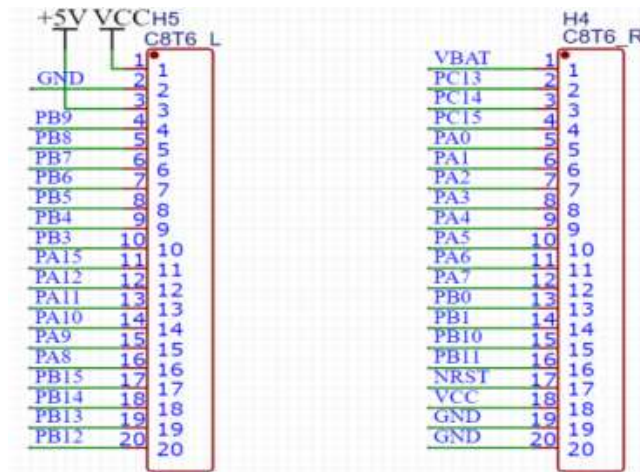 +5V VCC H5
C8T6_L
1 1
GND 2 2
3 3
PB9 4 4
PB8 5 5
PB7 6 6
PB6 7 7
PB5 8 8
PB4 9 9
PB3 10 10
PA15 11 11
PA12 12 12
PA11 13 13
PA10 14 14
PA9 15 15
PA8 16 16
PB15 17 17
PB14 18 18
PB13 19 19
PB12 20 20
H4
C8T6_R
VBAT 1 1
PC13 2 2
PC14 3 3
PC15 4 4
PA0 5 5
PA1 6 6
PA2 7 7
PA3 8 8
PA4 9 9
PA5 10 10
PA6 11 11
PA7 12 12
PB0 13 13
PB1 14 14
PB10 15 15
PB11 16 16
NRST 17 17
VCC 18 18
GND 19 19
GND 20 20